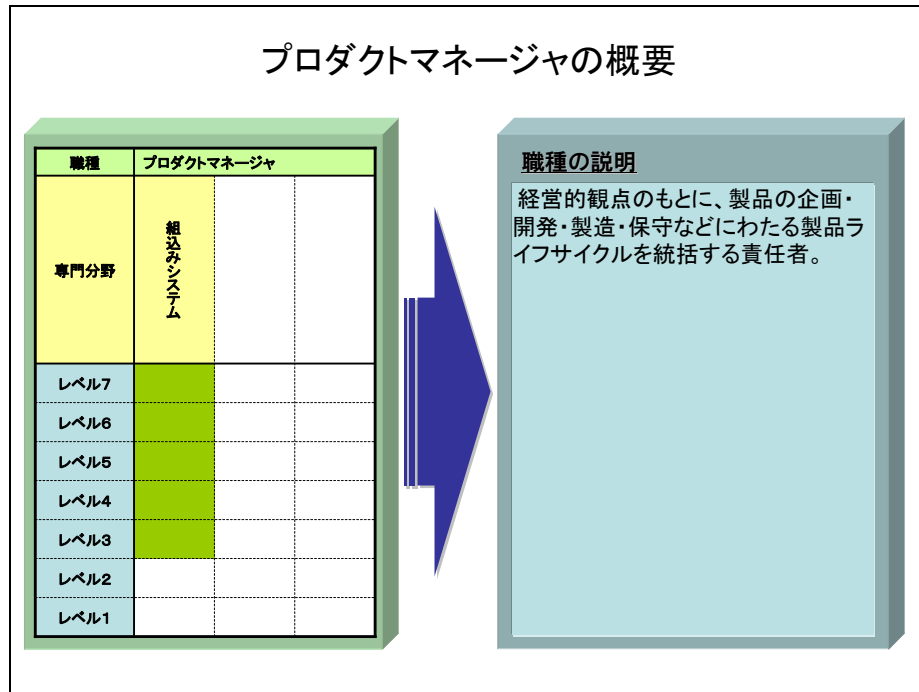 プロダクトマネージャの概要
職種 プロダクトマネージャ
専門分野 組込みシステム
レベル7
レベル6
レベル5
レベル4
レベル3
レベル2
レベル1
職種の説明
経営的観点のもとに、製品の企画・
開発・製造・保守などにわたる製品ラ
イフサイクルを統括する責任者。